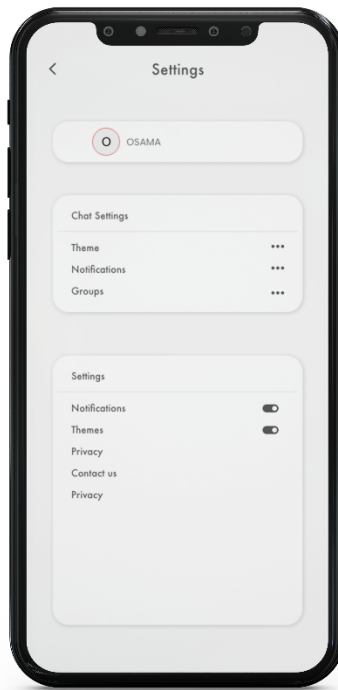 Settings
O OSAMA
Chat Settings
Theme
Notifications
Groups
Settings
Notifications
Themes
Privacy
Contact us
Privacy